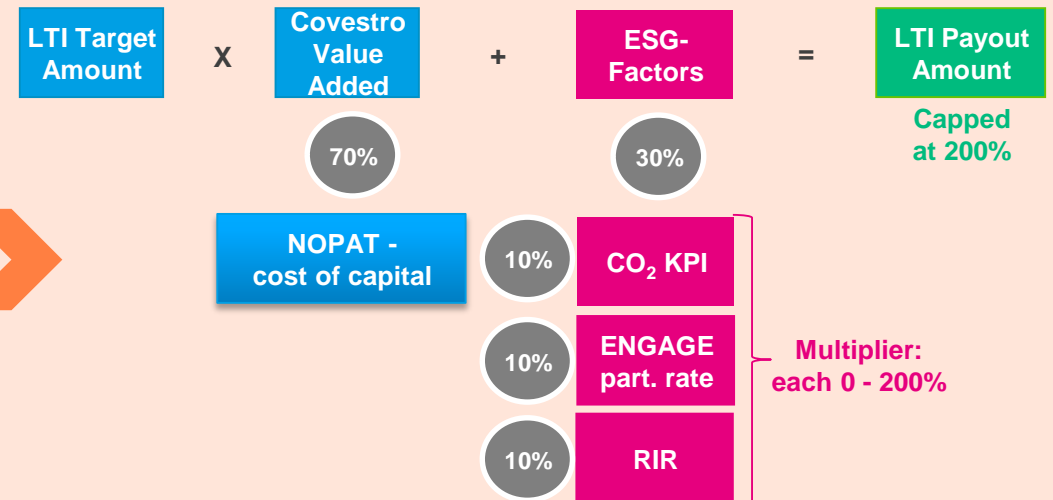 LTI Target
Amount
X
Covestro
Value
Added
+
ESG-
Factors
=
LTI Payout
Amount
Capped
at 200%
70%
30%
NOPAT -
cost of capital
10%
CO₂ KPI
10%
ENGAGE
part. rate
Multiplier:
each 0 - 200%
10%
RIR